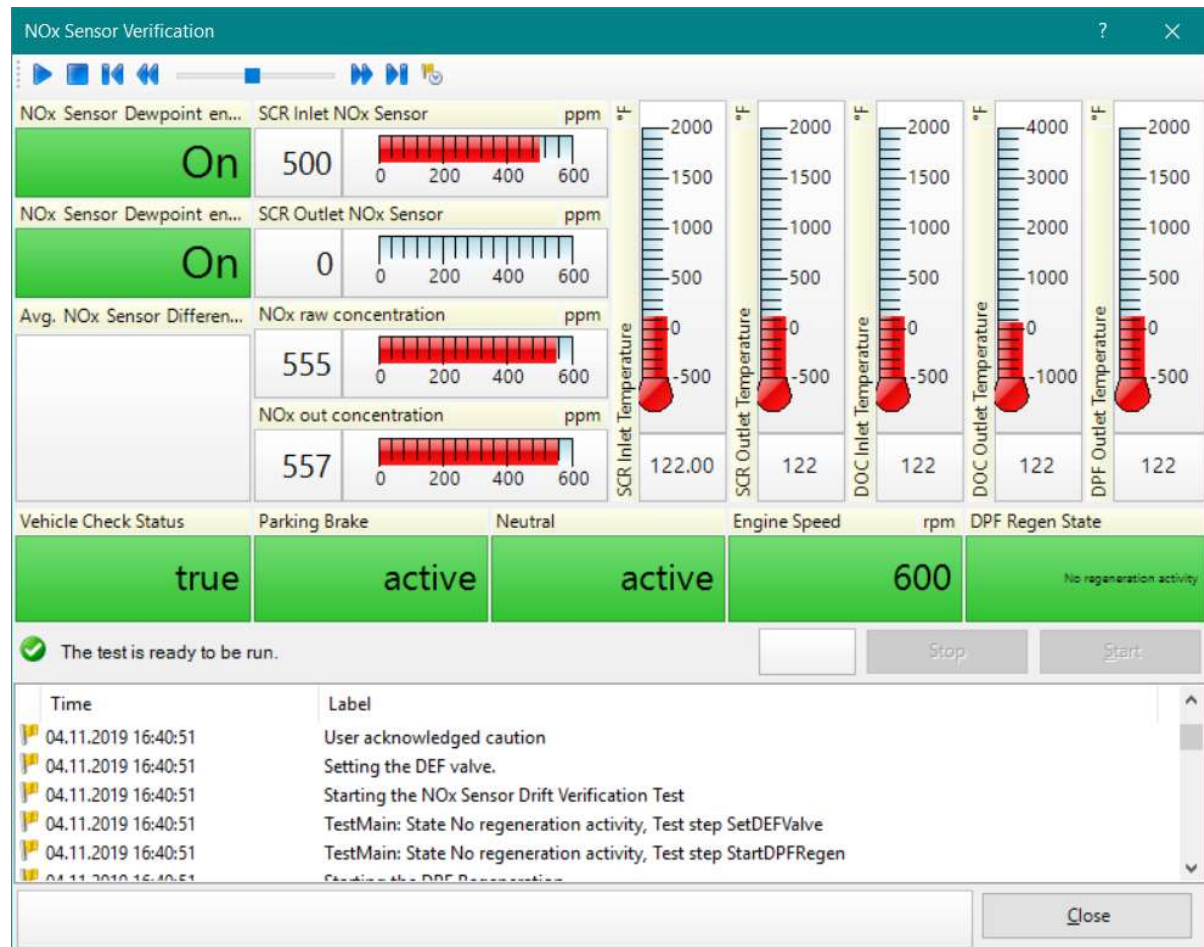 NOx Sensor Verification
?
NOx Sensor Dewpoint en...
On
NOx Sensor Dewpoint en...
On
Avg. NOx Sensor Differen...
SCR Inlet NOx Sensor ppm
500
0 200 400 600
SCR Outlet NOx Sensor ppm
0
0 200 400 600
NOx raw concentration ppm
555
0 200 400 600
NOx out concentration ppm
557
0 200 400 600
°F
SCR Inlet Temperature
2000
1500
1000
500
0
-500
122.00
°F
SCR Outlet Temperature
2000
1500
1000
500
0
-500
122
°F
DOC Inlet Temperature
2000
1500
1000
500
0
-500
122
°F
DOC Outlet Temperature
4000
3000
2000
1000
0
-1000
122
°F
DPF Outlet Temperature
2000
1500
1000
500
0
-500
122
Vehicle Check Status
true
Parking Brake
active
Neutral
active
Engine Speed rpm
600
DPF Regen State
No regeneration activity
The test is ready to be run.
Stop
Start
Time Label
04.11.2019 16:40:51 User acknowledged caution
04.11.2019 16:40:51 Setting the DEF valve.
04.11.2019 16:40:51 Starting the NOx Sensor Drift Verification Test
04.11.2019 16:40:51 TestMain: State No regeneration activity, Test step SetDEFValve
04.11.2019 16:40:51 TestMain: State No regeneration activity, Test step StartDPFRegen
04.11.2019 16:40:51 Starting the DPF Regeneration
Close